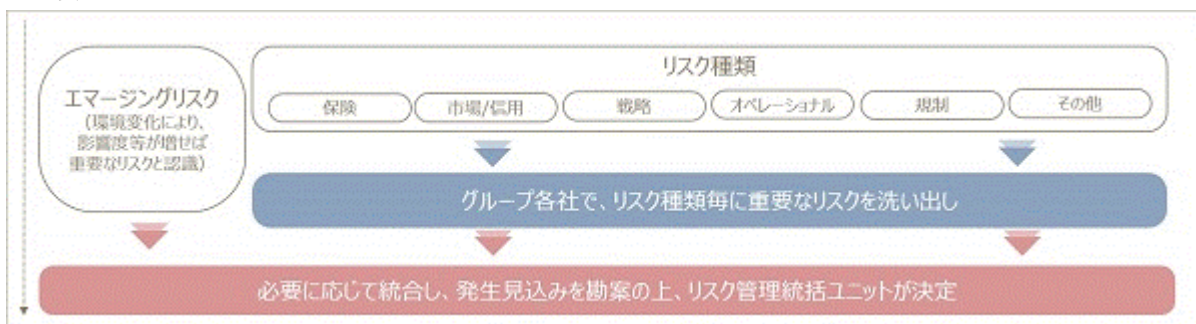 エマージングリスク
(環境変化により、
影響度等が増せば
重要なリスクと認識)
リスク種類
保険
市場/信用
戦略
オペレーショナル
規制
その他
グループ各社で、リスク種類毎に重要なリスクを洗い出し
必要に応じて統合し、発生見込みを勘案の上、リスク管理統括ユニットが決定